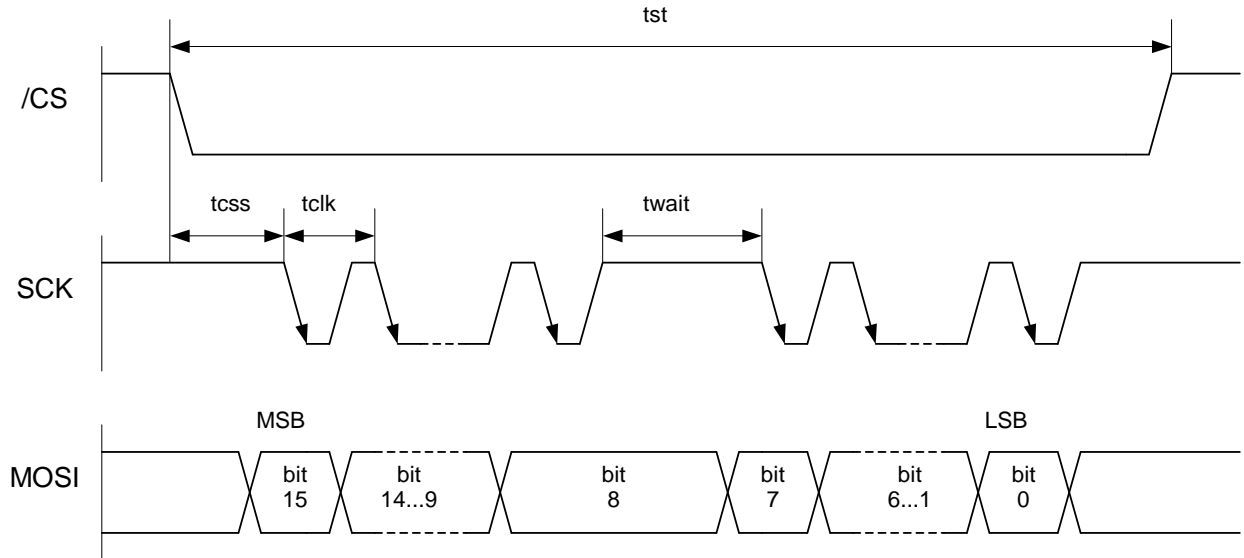 tst
/CS
tcss
tclk
twait
SCK
MSB
LSB
MOSI
bit
15
bit
14...9
bit
8
bit
7
bit
6...1
bit
0